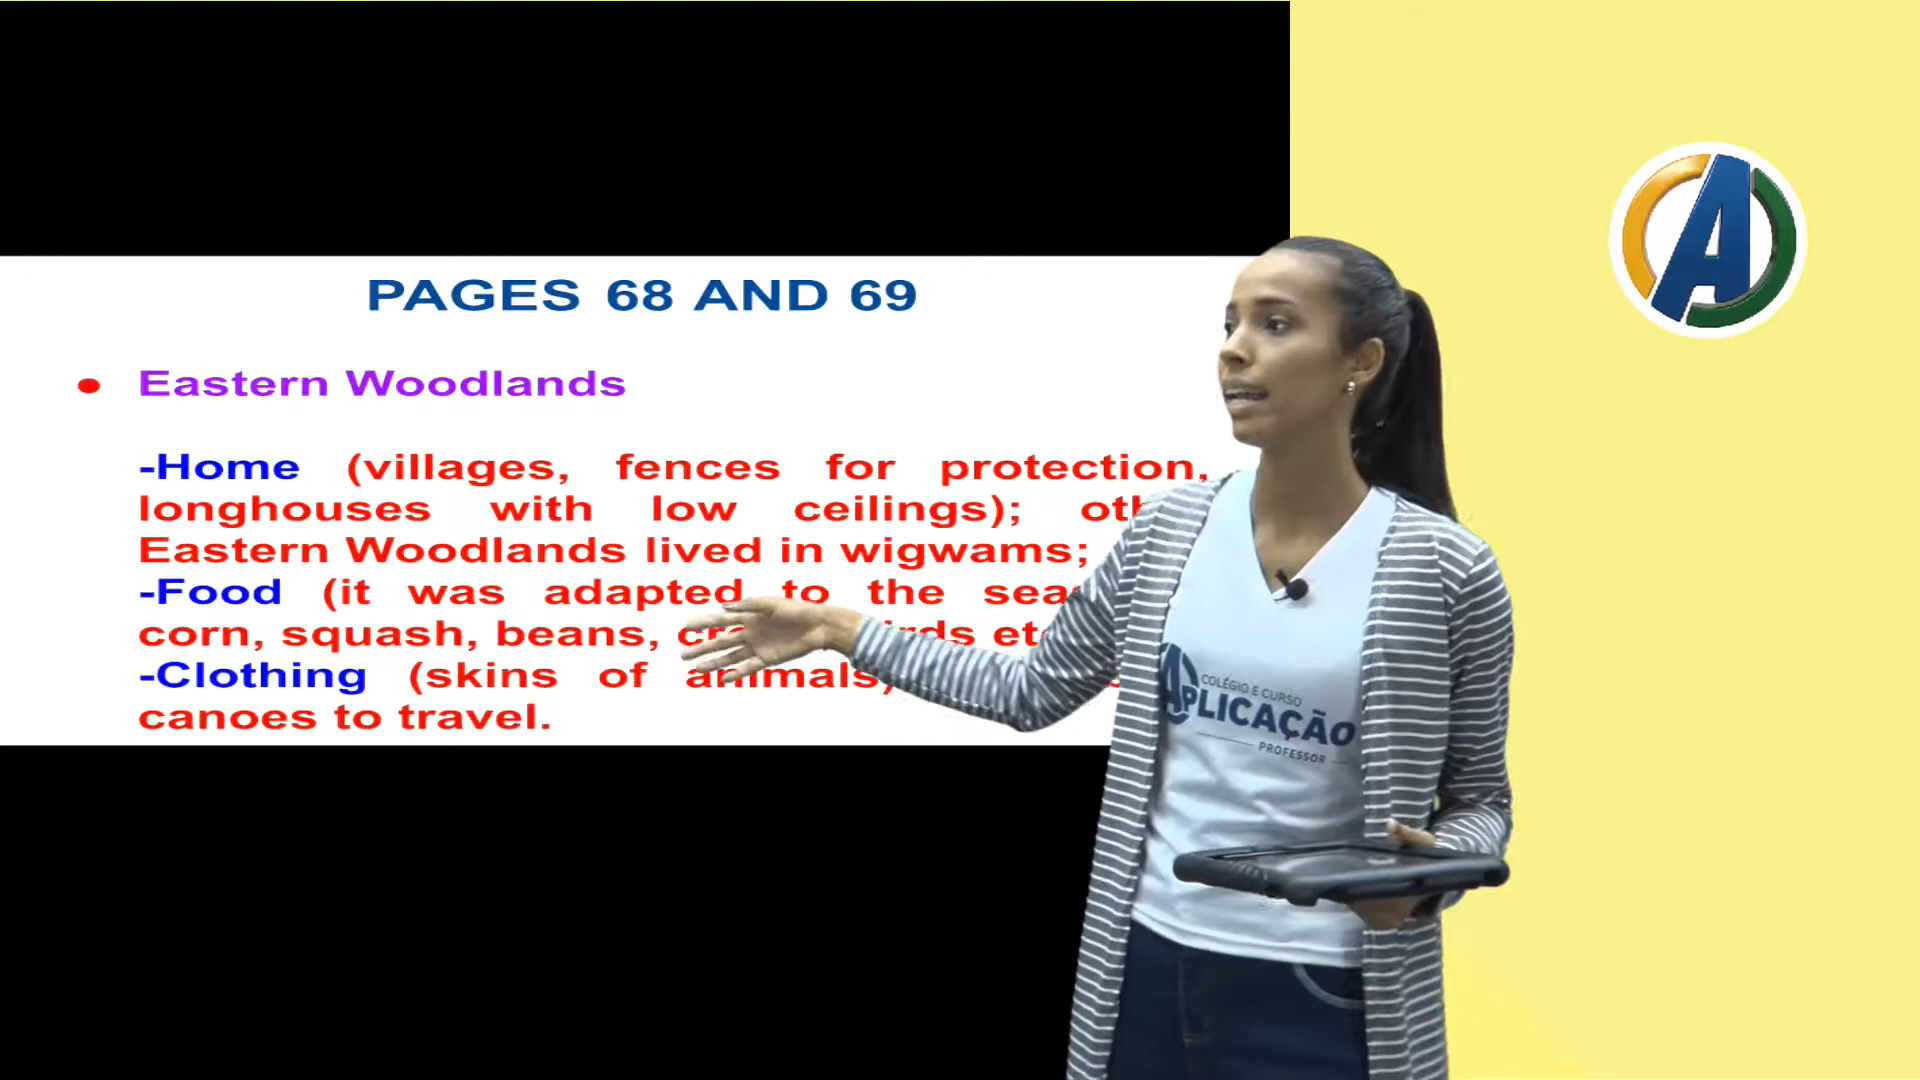 PAGES 68 AND 69
• Eastern Woodlands
-Home (villages, fences for protection,
longhouses with low ceilings);
Eastern Woodlands lived in wigwams;
-Food (it was adapted to the
corn, squash, beans,
-Clothing (skins of animals)
canoes to travel.
A
COLÉGIO E CURSO
APLICAÇÃO
PROFESSOR